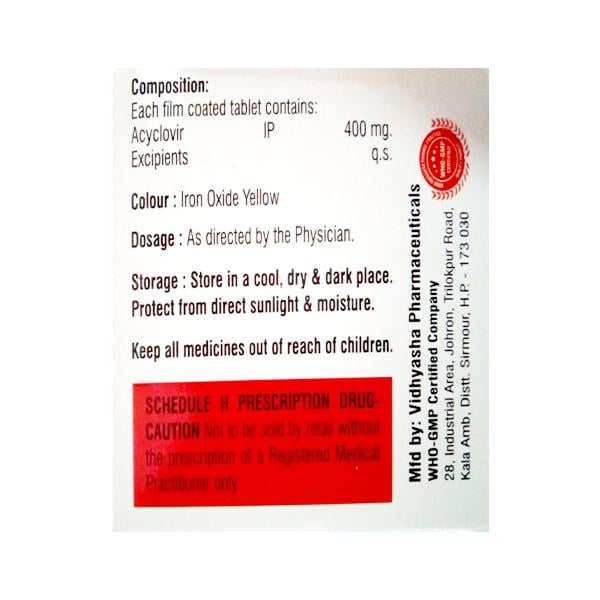 Composition:
Each film coated tablet contains:
Acyclovir IP 400 mg.
Excipients q.s.
Colour : Iron Oxide Yellow
Dosage : As directed by the Physician.
Storage : Store in a cool, dry & dark place.
Protect from direct sunlight & moisture.
Keep all medicines out of reach of children.
SCHEDULE H PRESCRIPTION DRUG-
CAUTION Not to be sold by retail without
the prescription of a Registered Medical
Practitioner only.
WHO-GMP
CERTIFIED
Mfd by: Vidhyasha Pharmaceuticals
WHO-GMP Certified Company
28, Industrial Area, Johron, Trilokpur Road,
Kala Amb, Distt. Sirmour, H.P. - 173 030